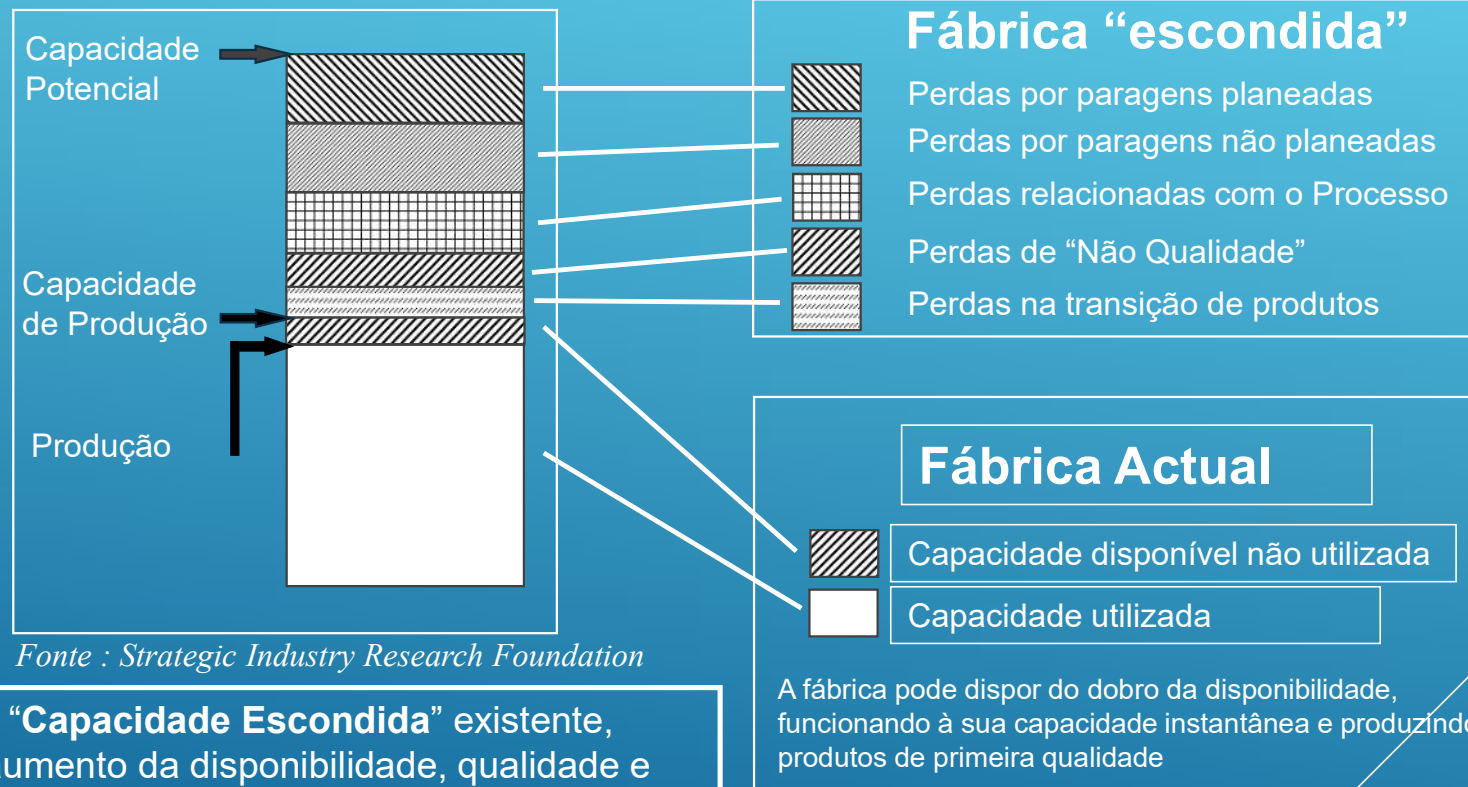 Capacidade
Potencial
Capacidade
de Produção
Produção
Fonte : Strategic Industry Research Foundation
“Capacidade Escondida” existente,
aumento da disponibilidade, qualidade e
Fábrica “escondida”
Perdas por paragens planeadas
Perdas por paragens não planeadas
Perdas relacionadas com o Processo
Perdas de “Não Qualidade”
Perdas na transição de produtos
Fábrica Actual
Capacidade disponível não utilizada
Capacidade utilizada
A fábrica pode dispor do dobro da disponibilidade,
funcionando à sua capacidade instantânea e produzindo
produtos de primeira qualidade